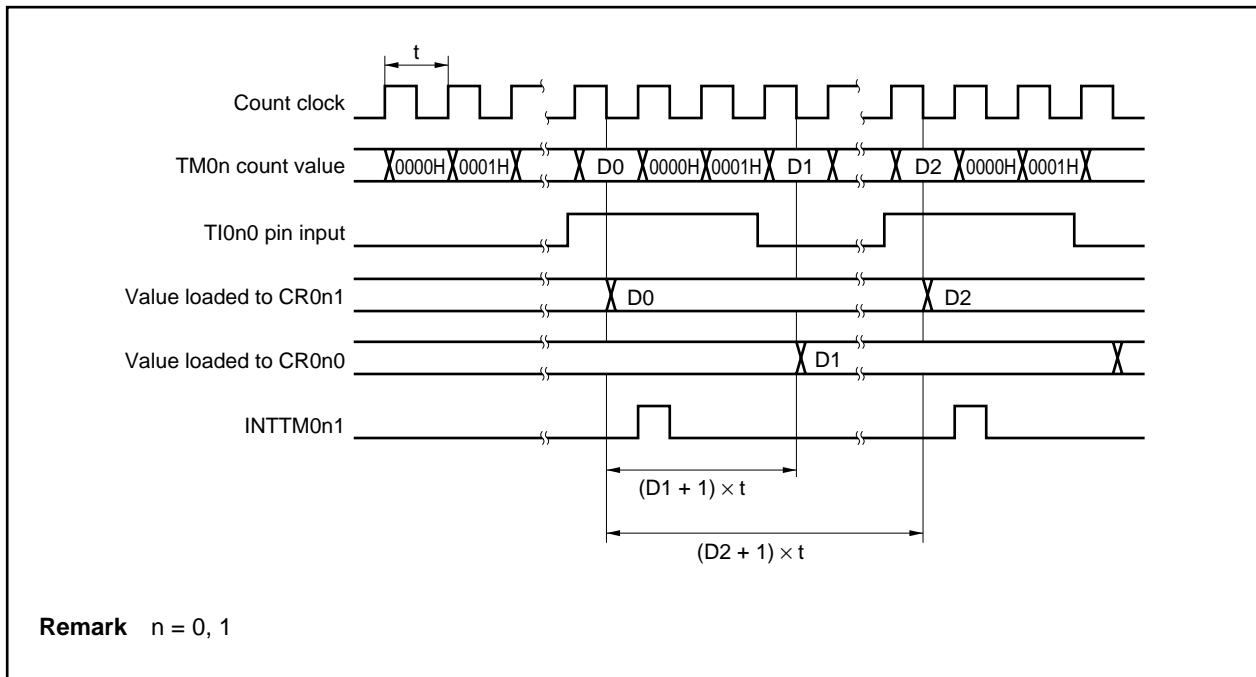 t
Count clock
TM0n count value 0000H 0001H D0 0000H 0001H D1 D2 0000H 0001H
TI0n0 pin input
Value loaded to CR0n1 D0 D2
Value loaded to CR0n0 D1
INTTM0n1
(D1 + 1) × t
(D2 + 1) × t
Remark n = 0, 1